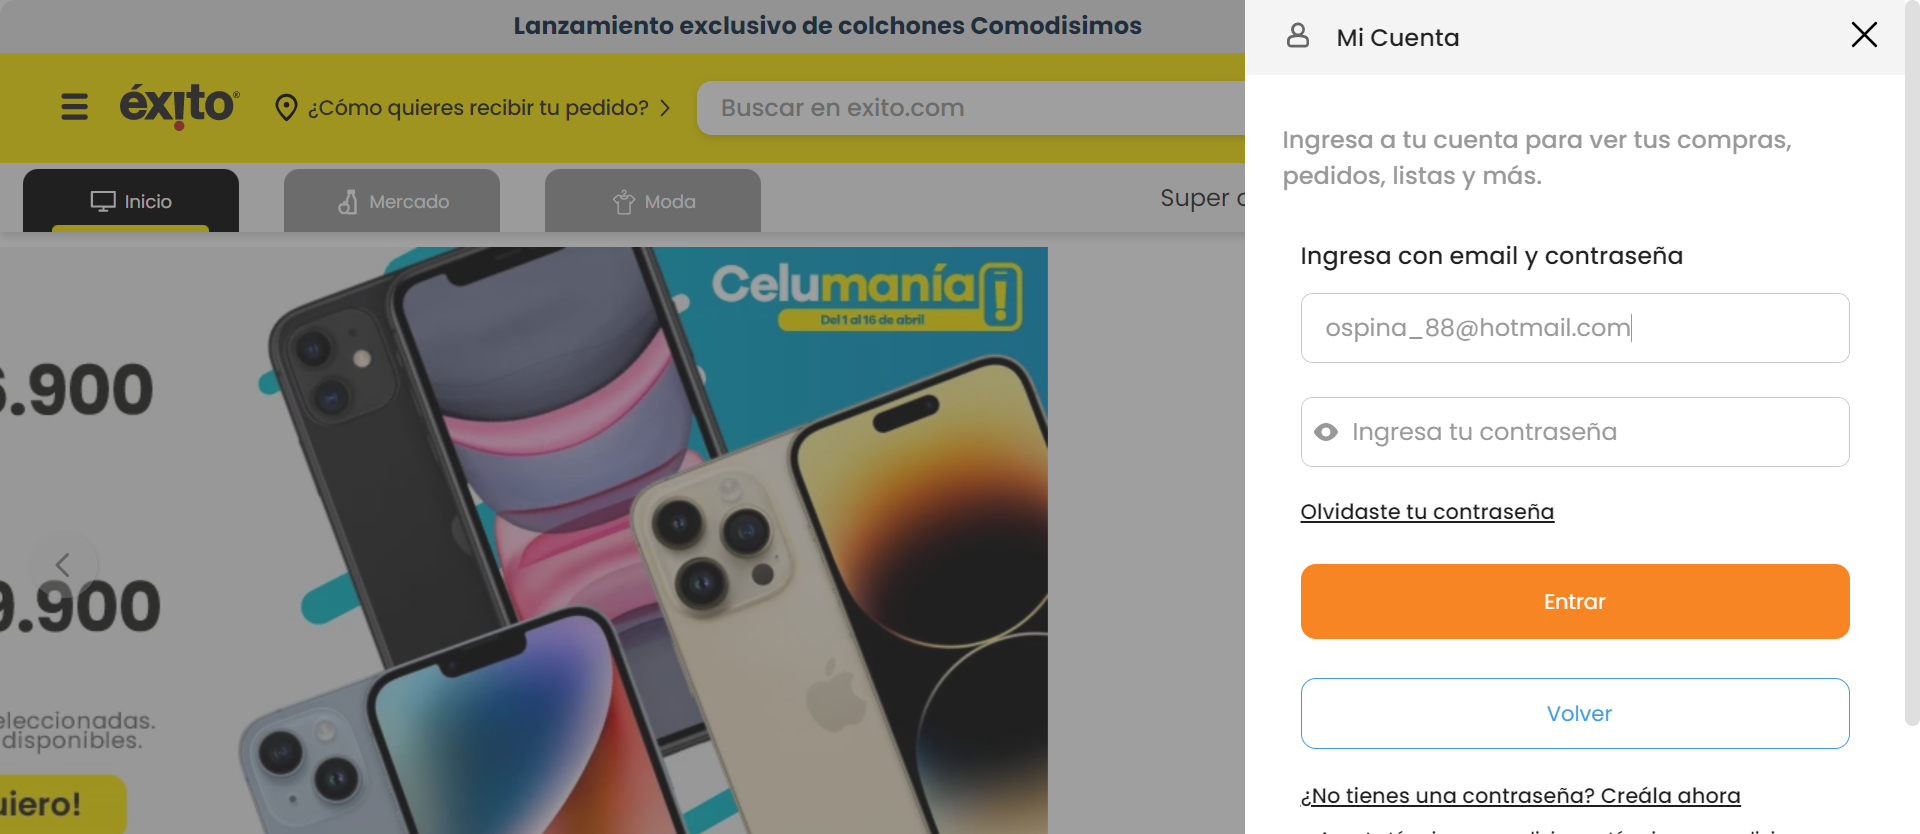 Lanzamiento exclusivo de colchones Comodisimos
éxito
¿Cómo quieres recibir tu pedido?
Buscar en exito.com
Inicio
Mercado
Moda
Super
Celumanía
Del 1 al 16 de abril
.900
9.900
eleccionadas.
disponibles.
uiero!
Mi Cuenta
Ingresa a tu cuenta para ver tus compras,
pedidos, listas y más.
Ingresa con email y contraseña
ospina_88@hotmail.com
Ingresa tu contraseña
Olvidaste tu contraseña
Entrar
Volver
¿No tienes una contraseña? Creála ahora